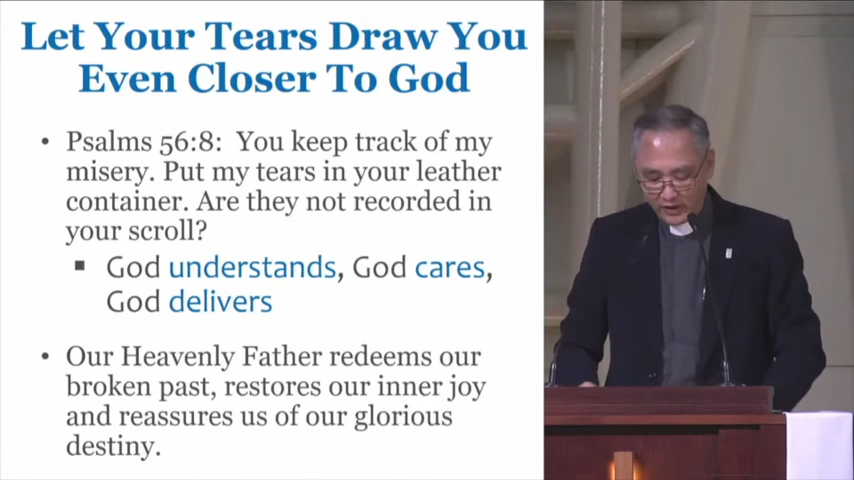 Let Your Tears Draw You
Even Closer To God
• Psalms 56:8: You keep track of my
misery. Put my tears in your leather
container. Are they not recorded in
your scroll?
▪ God understands, God cares,
God delivers
• Our Heavenly Father redeems our
broken past, restores our inner joy
and reassures us of our glorious
destiny.